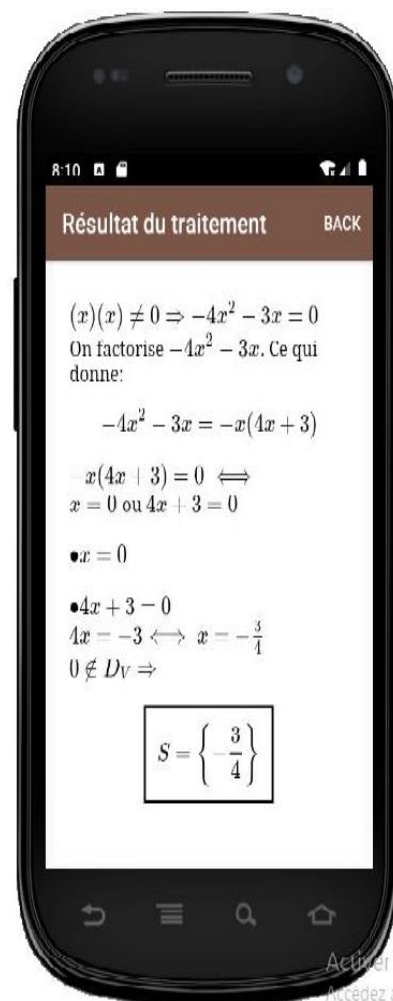 8:10
Résultat du traitement BACK
(x)(x) ≠ 0 ⇒ −4x² − 3x = 0
On factorise −4x² − 3x. Ce qui
donne:
−4x² − 3x = −x(4x + 3)
x(4x + 3) = 0 ⟺
x = 0 ou 4x + 3 = 0
•x = 0
•4x + 3 = 0
4x = −3 ⟺ x = −3/4
0 ∉ D_V ⇒
S = {−3/4}
Activer
Accédez